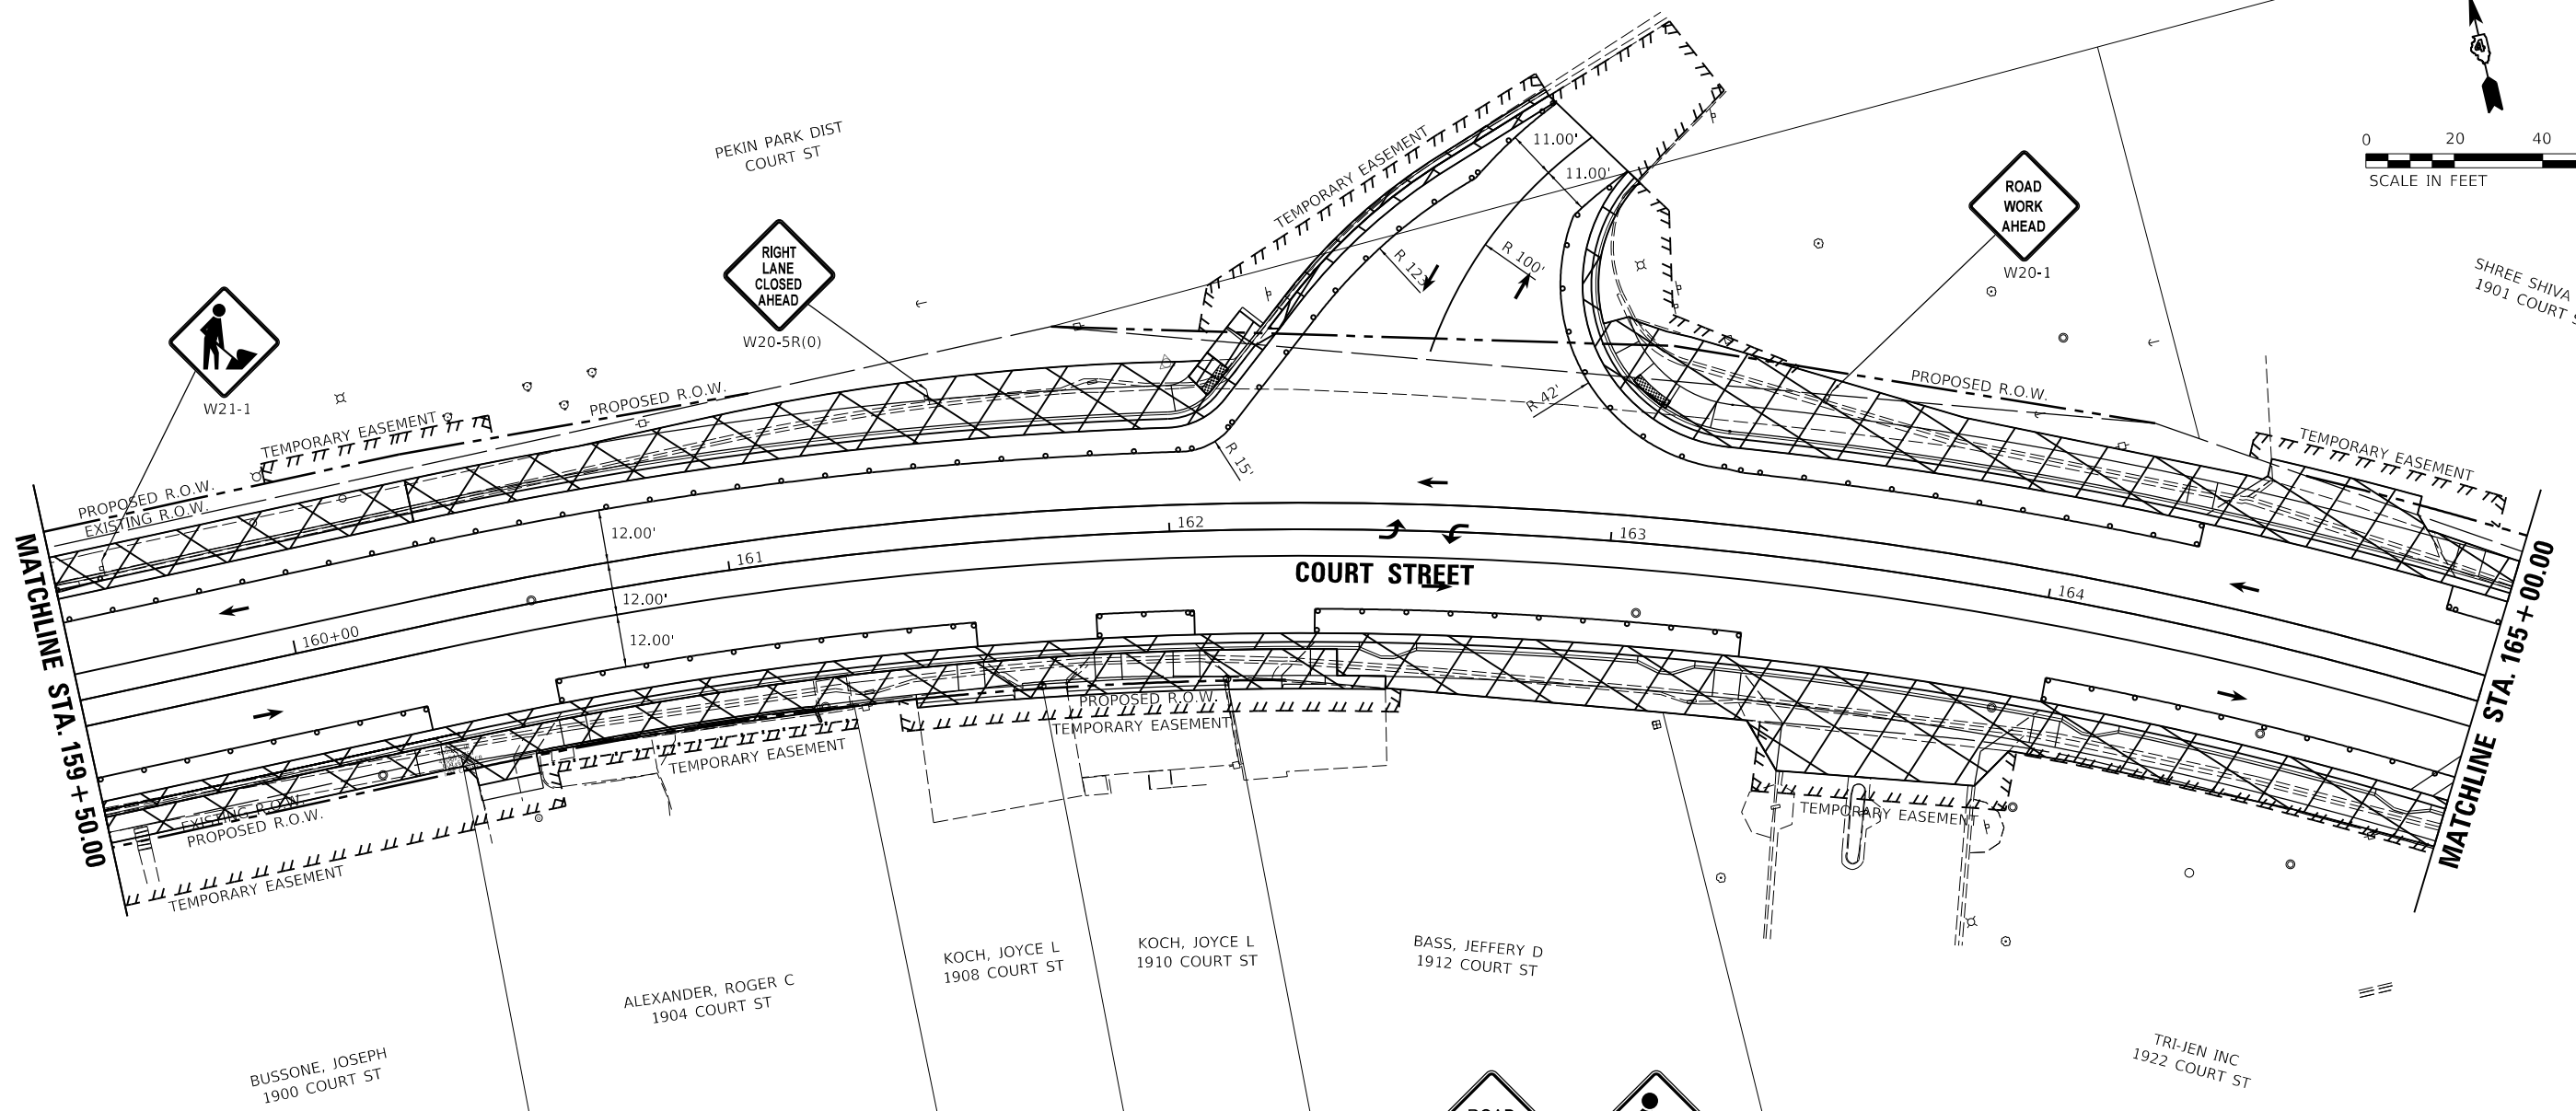 PEKIN PARK DIST
COURT ST
TEMPORARY EASEMENT
11.00'
11.00'
0 20 40
SCALE IN FEET
ROAD
WORK
AHEAD
W20-1
SHREE SHIVA
1901 COURT
RIGHT
LANE
CLOSED
AHEAD
W20-5R(O)
W21-1
R 123'
R 100'
R 42'
R 15'
TEMPORARY EASEMENT
PROPOSED R.O.W.
PROPOSED R.O.W.
TEMPORARY EASEMENT
PROPOSED R.O.W.
EXISTING R.O.W.
MATCHLINE STA. 159+50.00
12.00'
12.00'
12.00'
160+00
161
162
163
164
COURT STREET
MATCHLINE STA. 165+00.00
PROPOSED R.O.W.
TEMPORARY EASEMENT
TEMPORARY EASEMENT
TEMPORARY EASEMENT
EXISTING R.O.W.
PROPOSED R.O.W.
TEMPORARY EASEMENT
BUSSONE, JOSEPH
1900 COURT ST
ALEXANDER, ROGER C
1904 COURT ST
KOCH, JOYCE L
1908 COURT ST
KOCH, JOYCE L
1910 COURT ST
BASS, JEFFERY D
1912 COURT ST
TRI-JEN INC
1922 COURT ST
ROAD